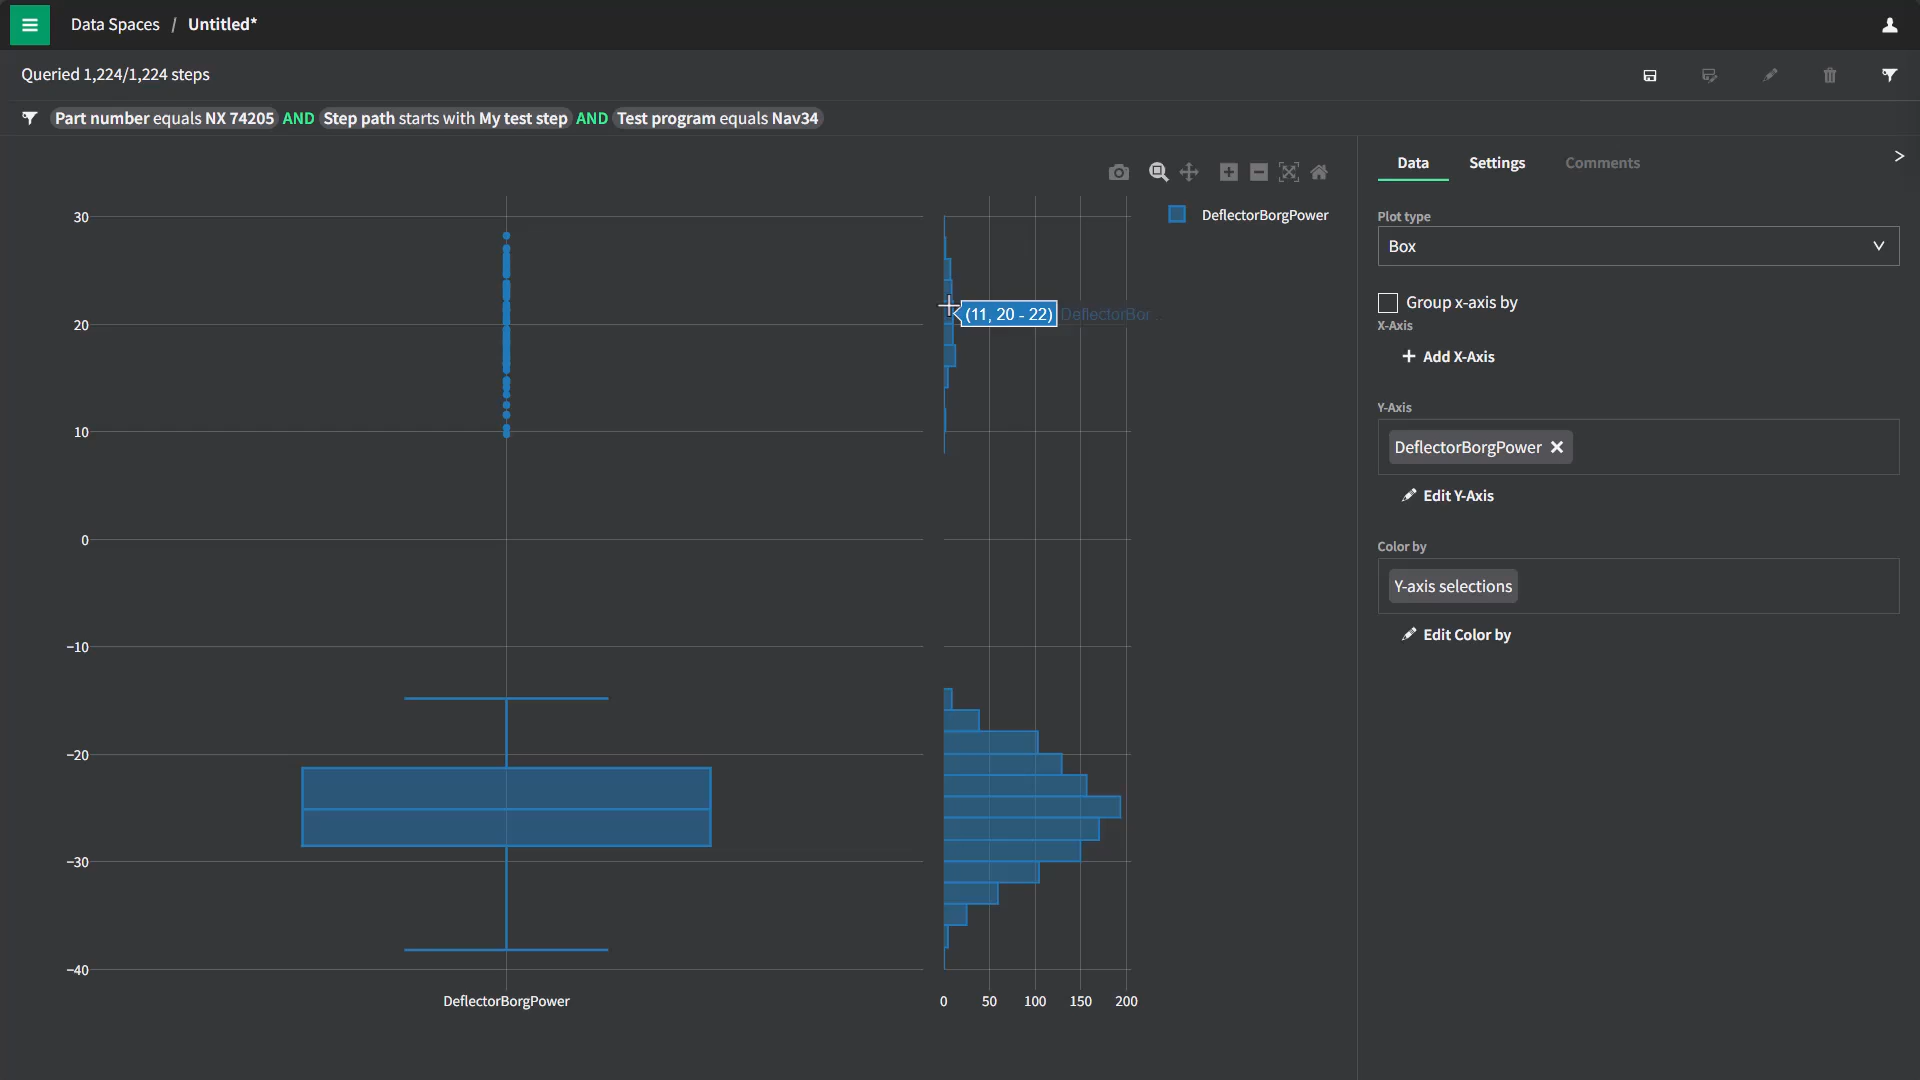 Data Spaces / Untitled*
Queried 1,224/1,224 steps
Part number equals NX 74205 AND Step path starts with My test step AND Test program equals Nav34
Data Settings Comments
DeflectorBorgPower
Plot type
Box
Group x-axis by
X-Axis
Add X-Axis
Y-Axis
DeflectorBorgPower
Edit Y-Axis
Color by
Y-axis selections
Edit Color by
30
20
10
0
−10
−20
−30
−40
(11, 20 - 22) DeflectorBor...
DeflectorBorgPower
0 50 100 150 200